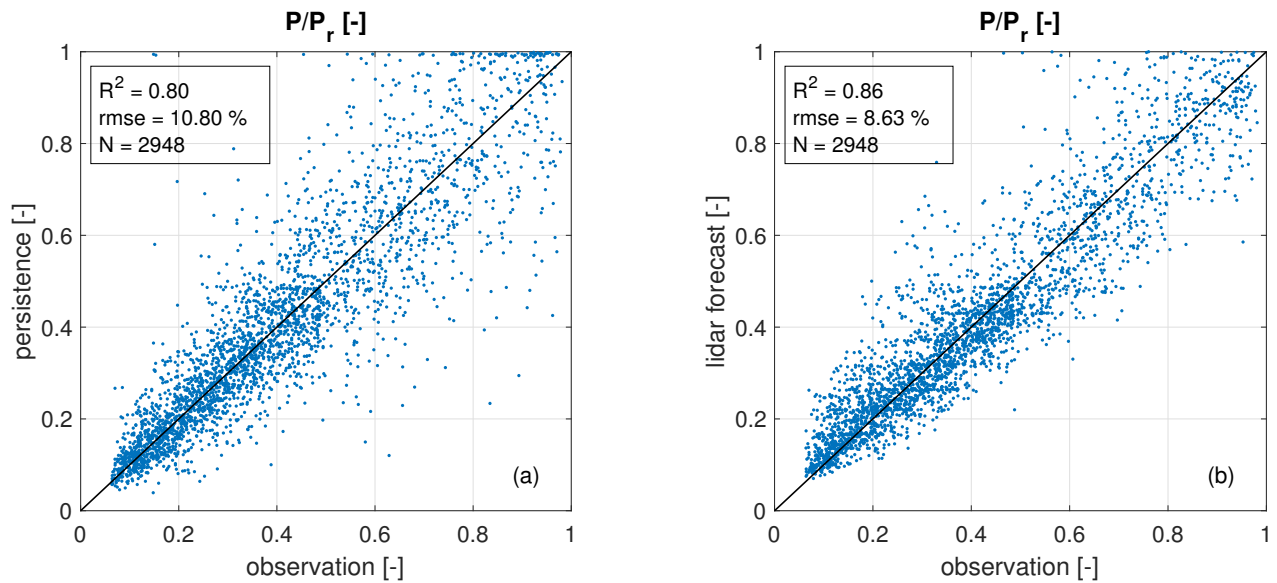 P/P_r [-]
1
0.8
0.6
0.4
0.2
0
persistence [-]
R^2 = 0.80
rmse = 10.80 %
N = 2948
(a)
0 0.2 0.4 0.6 0.8 1
observation [-]
P/P_r [-]
1
0.8
0.6
0.4
0.2
0
lidar forecast [-]
R^2 = 0.86
rmse = 8.63 %
N = 2948
(b)
0 0.2 0.4 0.6 0.8 1
observation [-]